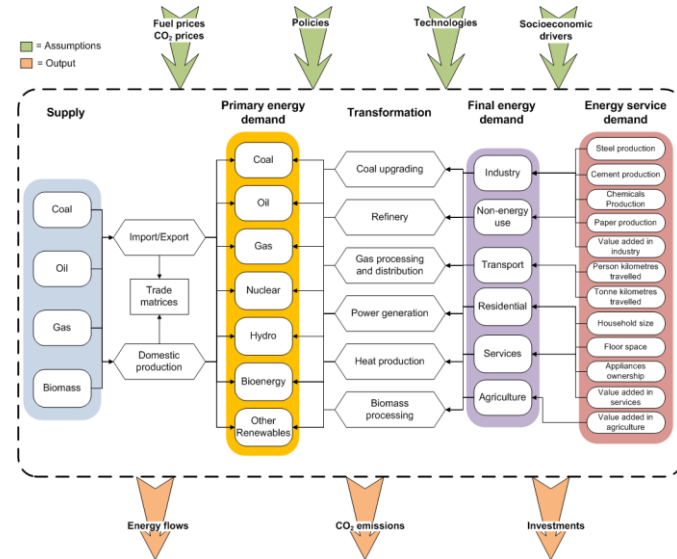 Fuel prices
CO₂ prices
Policies
Technologies
Socioeconomic
drivers
= Assumptions
= Output
Supply
Primary energy
demand
Transformation
Final energy
demand
Energy service
demand
Coal
Oil
Gas
Biomass
Import/Export
Trade
matrices
Domestic
production
Coal
Oil
Gas
Nuclear
Hydro
Bioenergy
Other
Renewables
Coal upgrading
Refinery
Gas processing
and distribution
Power generation
Heat production
Biomass
processing
Industry
Non-energy
use
Transport
Residential
Services
Agriculture
Steel production
Cement production
Chemicals
Production
Paper production
Value added in
industry
Person kilometres
travelled
Tonne kilometres
travelled
Household size
Floor space
Appliances
ownership
Value added in
services
Value added in
agriculture
Energy flows
CO₂ emissions
Investments